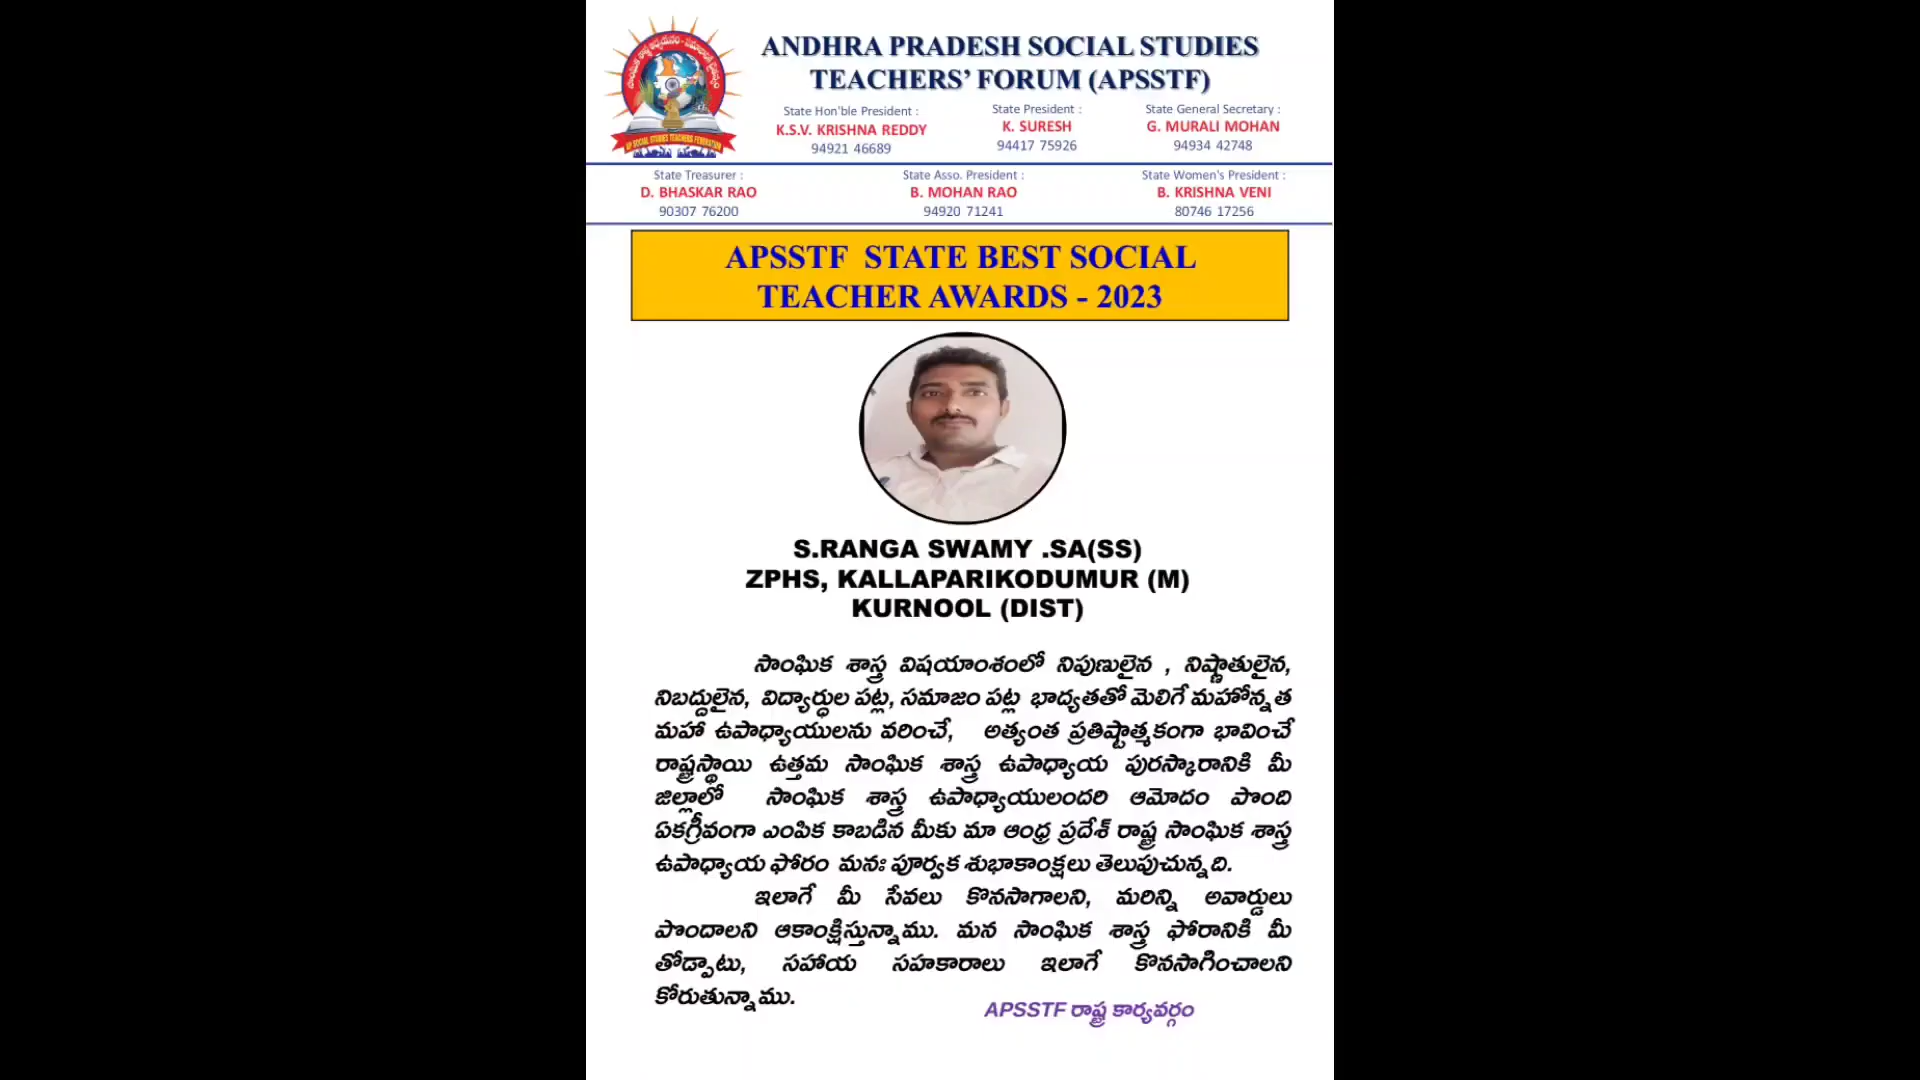 ANDHRA PRADESH SOCIAL STUDIES
TEACHERS’ FORUM (APSSTF)
State Hon'ble President :
K.S.V. KRISHNA REDDY
94921 46689
State President :
K. SURESH
94417 75926
State General Secretary :
G. MURALI MOHAN
94934 42748
AP SOCIAL STUDIES TEACHERS FEDERATION
State Treasurer :
D. BHASKAR RAO
90307 76200
State Asso. President :
B. MOHAN RAO
94920 71241
State Women's President :
B. KRISHNA VENI
80746 17256
APSSTF STATE BEST SOCIAL
TEACHER AWARDS - 2023
S.RANGA SWAMY .SA(SS)
ZPHS, KALLAPARIKODUMUR (M)
KURNOOL (DIST)
సాంఘిక శాస్త్ర విషయాంశంలో నిపుణులైన , నిష్ణాతులైన,
నిబద్దులైన, విద్యార్ధుల పట్ల, సమాజం పట్ల భాద్యతతో మెలిగే మహోన్నత
మహా ఉపాధ్యాయులను వరించే, అత్యంత ప్రతిష్టాత్మకంగా భావించే
రాష్ట్రస్థాయి ఉత్తమ సాంఘిక శాస్త్ర ఉపాధ్యాయ పురస్కారానికి మీ
జిల్లాలో సాంఘిక శాస్త్ర ఉపాధ్యాయులందరి ఆమోదం పొంది
ఏకగ్రీవంగా ఎంపిక కాబడిన మీకు మా ఆంధ్ర ప్రదేశ్ రాష్ట్ర సాంఘిక శాస్త్ర
ఉపాధ్యాయ ఫోరం మనః పూర్వక శుభాకాంక్షలు తెలుపుచున్నది.
ఇలాగే మీ సేవలు కొనసాగాలని, మరిన్ని అవార్డులు
పొందాలని ఆకాంక్షిస్తున్నాము. మన సాంఘిక శాస్త్ర ఫోరానికి మీ
తోడ్పాటు, సహాయ సహకారాలు ఇలాగే కొనసాగించాలని
కోరుతున్నాము.
APSSTF రాష్ట్ర కార్యవర్గం